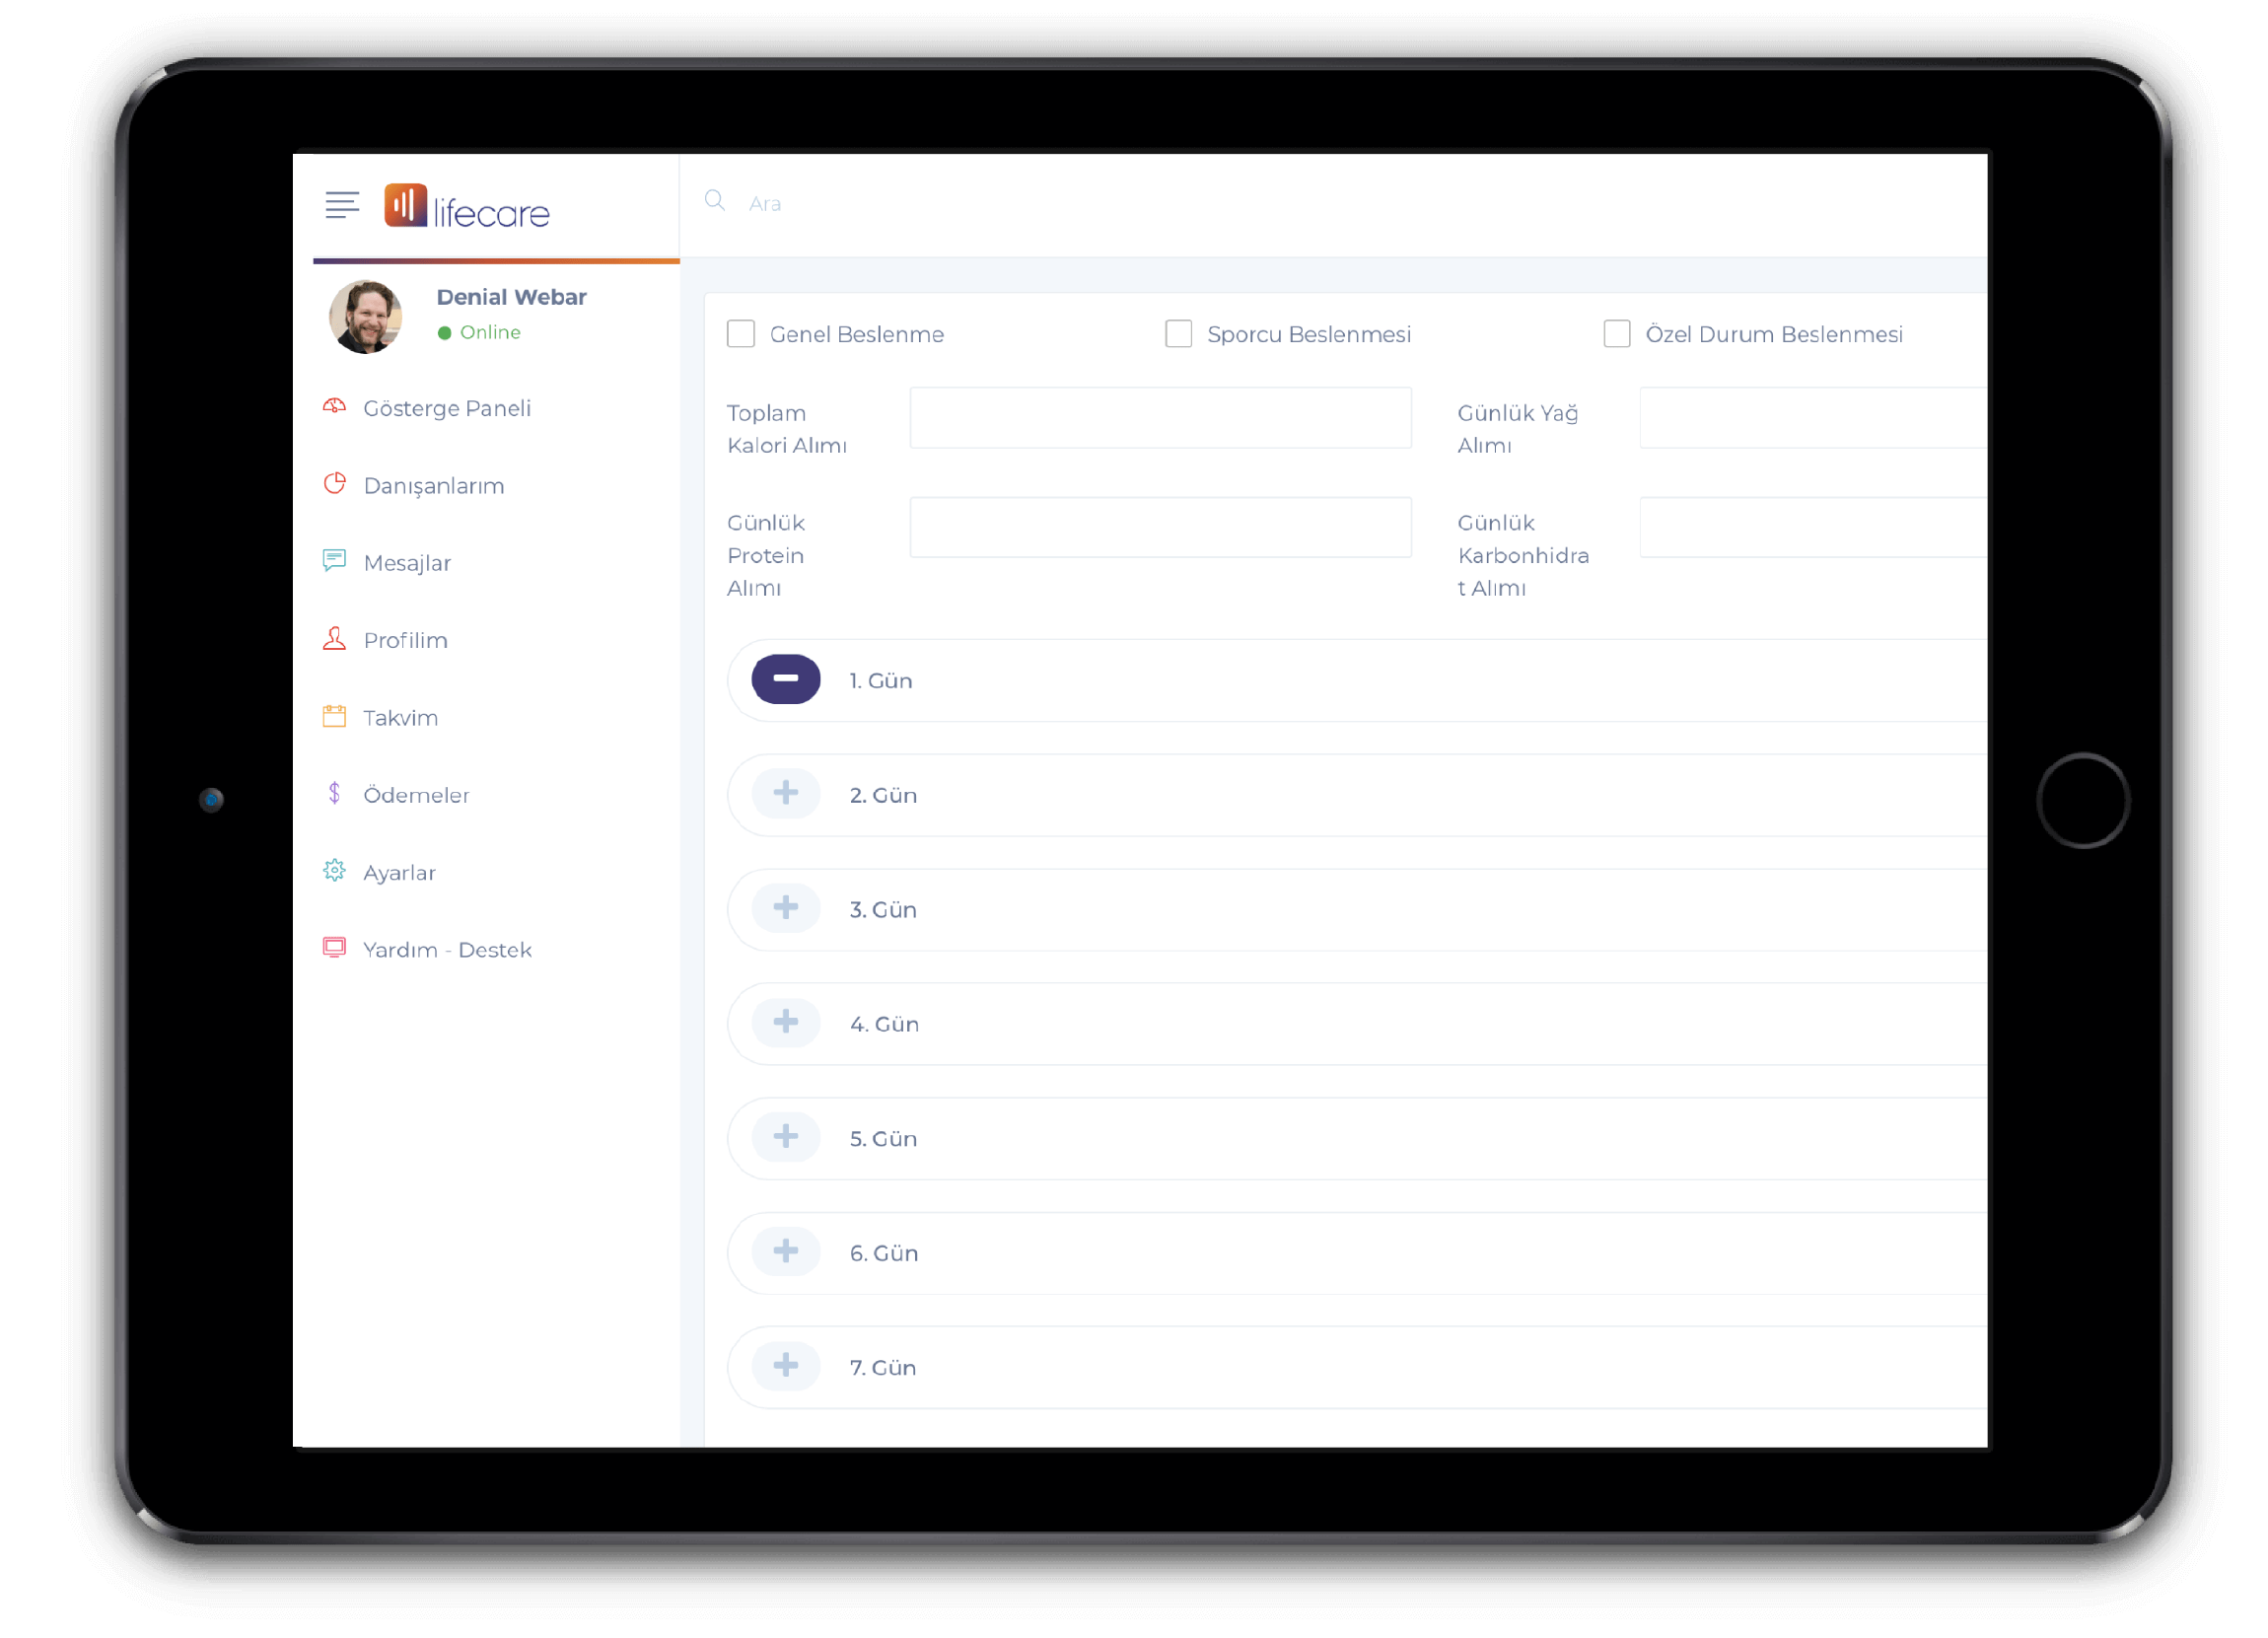 lifecare
Ara
Denial Webar
Online
Gösterge Paneli
Danışanlarım
Mesajlar
Profilim
Takvim
Ödemeler
Ayarlar
Yardım - Destek
Genel Beslenme
Sporcu Beslenmesi
Özel Durum Beslenmesi
Toplam
Kalori Alımı
Günlük Yağ
Alımı
Günlük
Protein
Alımı
Günlük
Karbonhidra
t Alımı
1. Gün
2. Gün
3. Gün
4. Gün
5. Gün
6. Gün
7. Gün